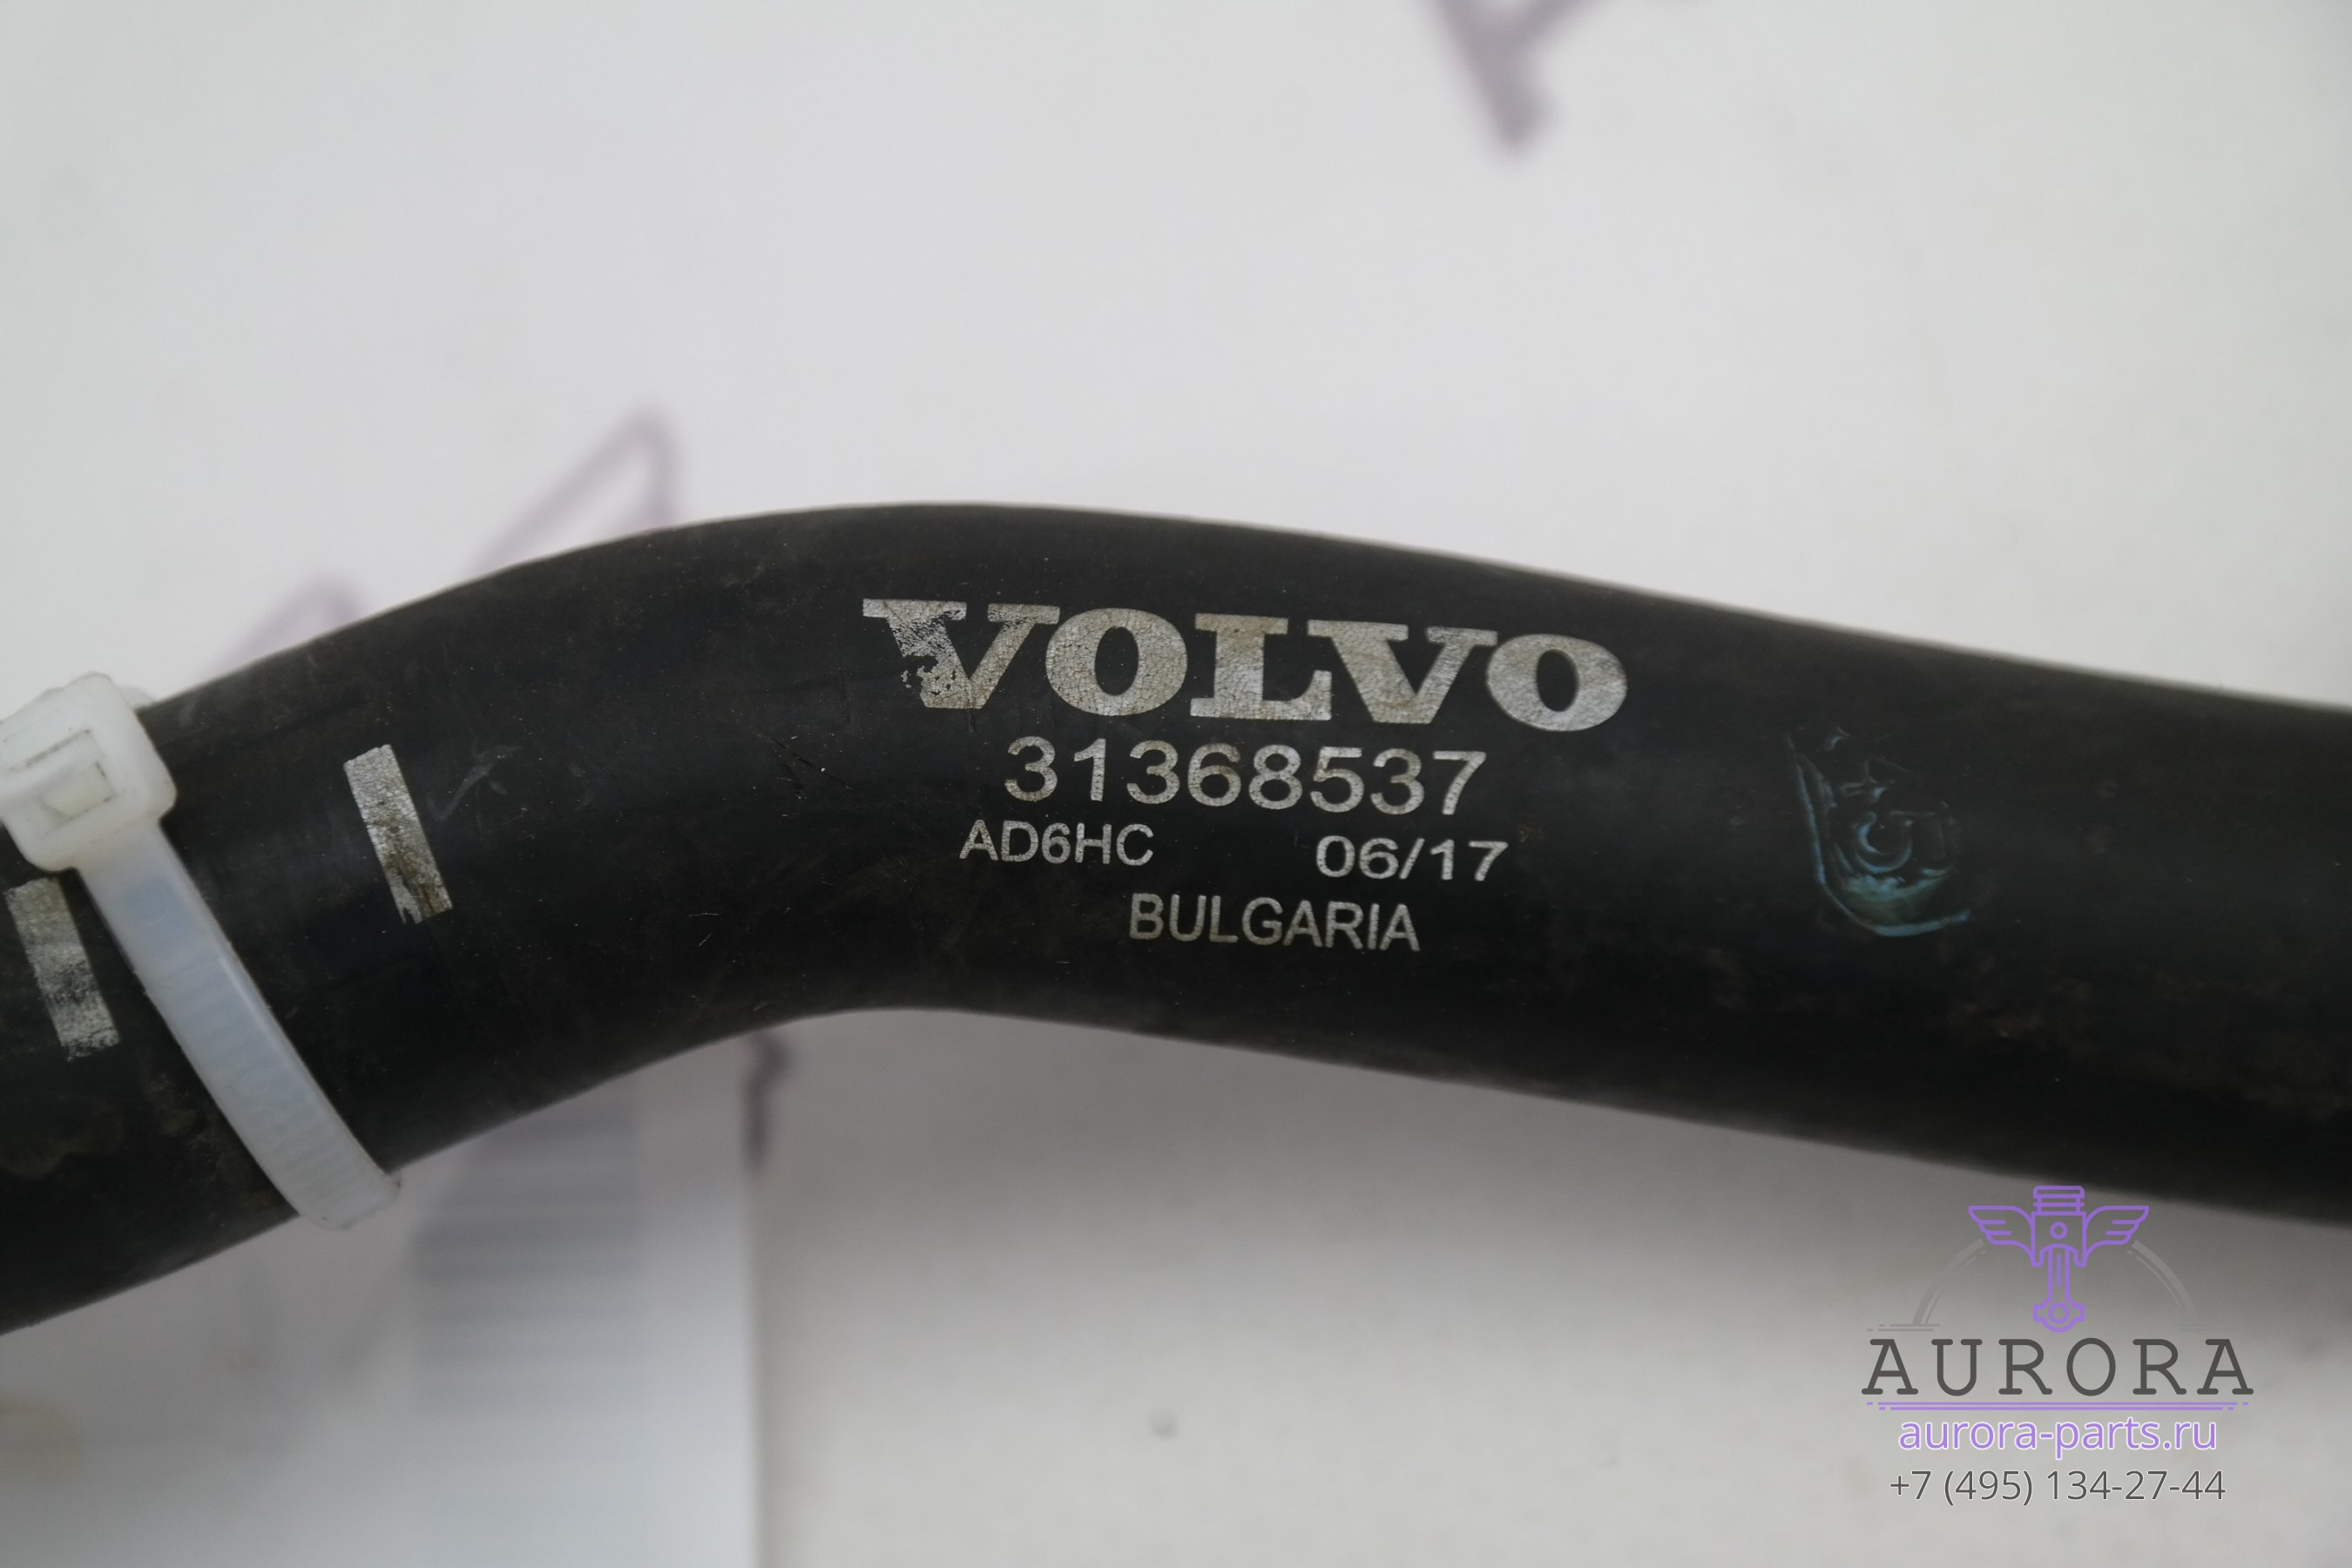 VOLVO
31368537
AD6HC 06/17
BULGARIA
AURORA
aurora-parts.ru
+7 (495) 134-27-44